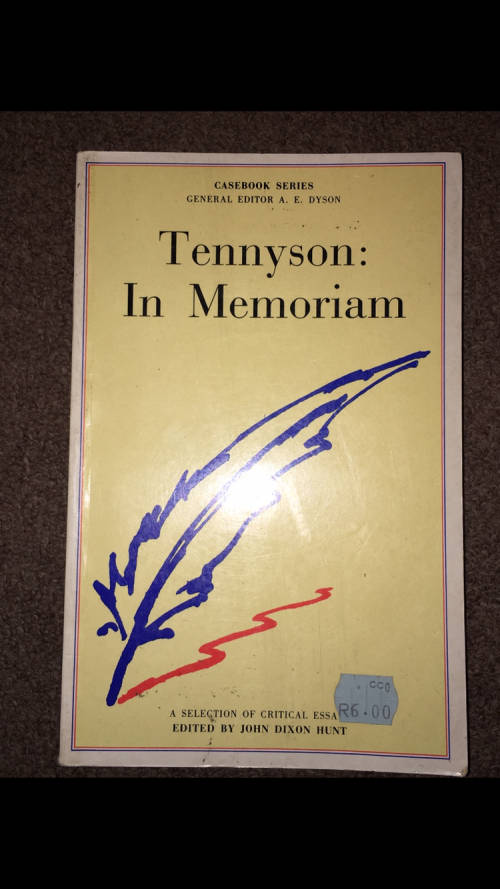 CASEBOOK SERIES
GENERAL EDITOR A. E. DYSON
Tennyson:
In Memoriam
CCO
R6.00
A SELECTION OF CRITICAL ESSA
EDITED BY JOHN DIXON HUNT